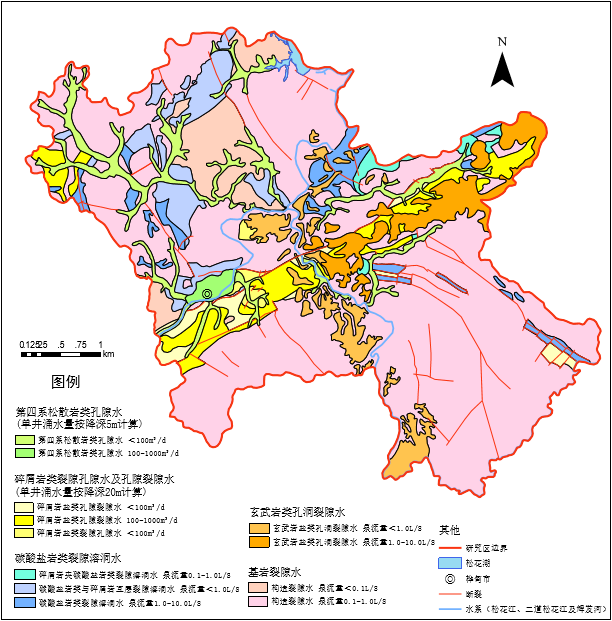 N
0.125.25 .5 .75 1
km
图例
第四系松散岩类孔隙水
(单井涌水量按降深5m计算)
第四系松散岩类孔隙水 <100m³/d
第四系松散岩类孔隙水 100-1000m³/d
碎屑岩类裂隙孔隙水及孔隙裂隙水
(单井涌水量按降深20m计算)
碎屑岩盐类孔隙裂隙水 <100m³/d
碎屑岩盐类孔隙裂隙水 100-1000m³/d
碎屑岩盐类裂隙孔隙水 <100m³/d
碳酸盐岩类裂隙溶洞水
碎屑岩夹碳酸盐岩类裂隙溶洞水 泉流量0.1-1.0L/S
碳酸盐岩类与碎屑岩互层裂隙溶洞水 泉流量<1.0L/S
碳酸盐岩类裂隙溶洞水 泉流量1.0-10.0L/S
玄武岩类孔洞裂隙水
玄武岩盐类孔洞裂隙水 泉流量<1.0L/S
玄武岩盐类孔洞裂隙水 泉流量1.0-10.0L/S
基岩裂隙水
构造裂隙水 泉流量<0.1L/S
构造裂隙水 泉流量0.1-1.0L/S
其他
研究区边界
松花湖
桦甸市
断裂
水系（松花江、二道松花江及辉发河）